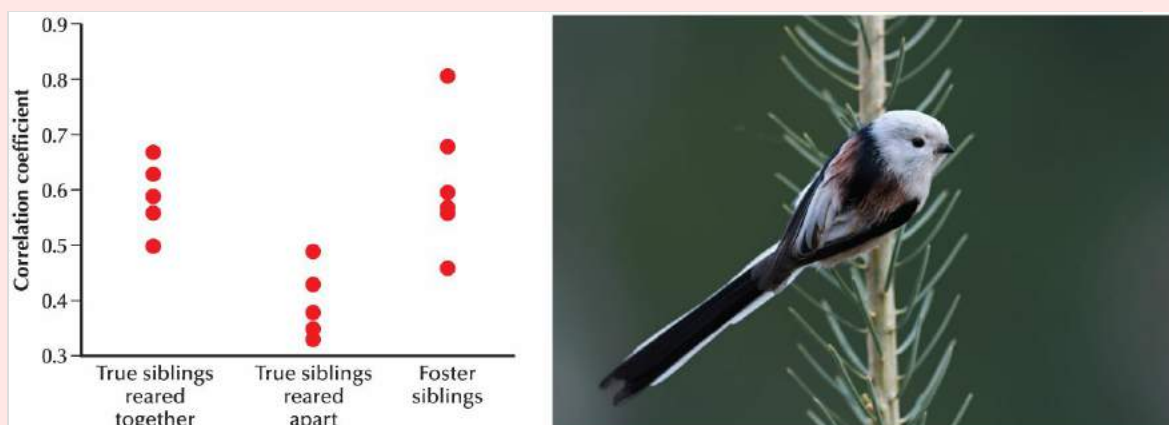 Correlation coefficient
0.9
0.8
0.7
0.6
0.5
0.4
0.3
True siblings
reared
together
True siblings
reared
apart
Foster
siblings